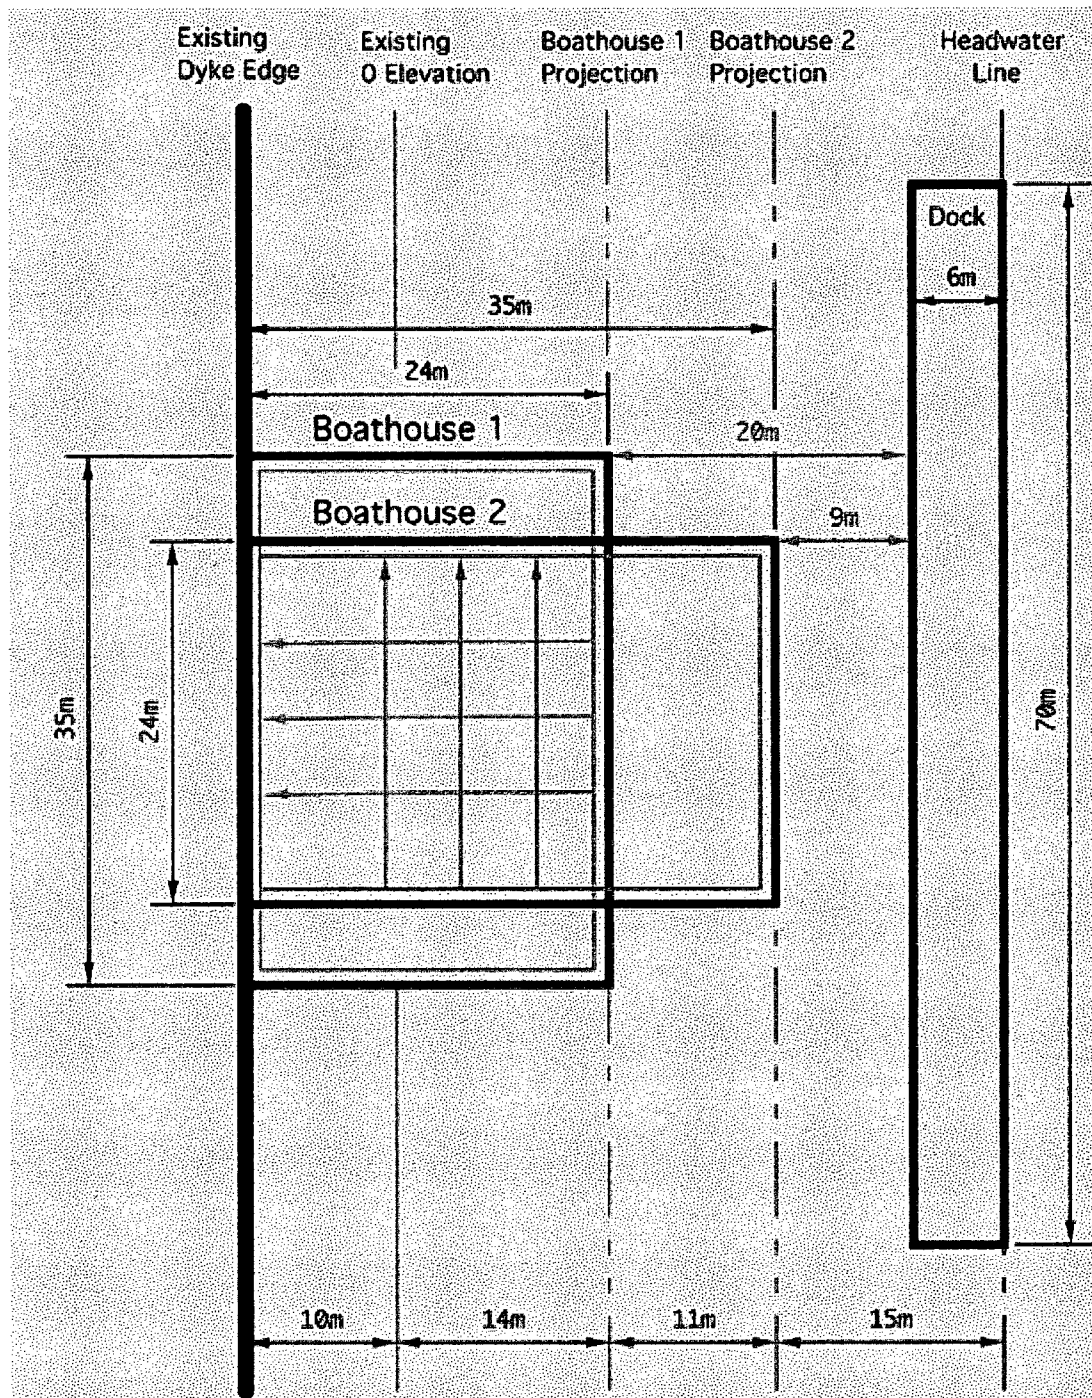 Existing
Dyke Edge
Existing
0 Elevation
Boathouse 1
Projection
Boathouse 2
Projection
Headwater
Line
Dock
6m
35m
24m
Boathouse 1
20m
Boathouse 2
9m
35m
24m
70m
10m
14m
11m
15m